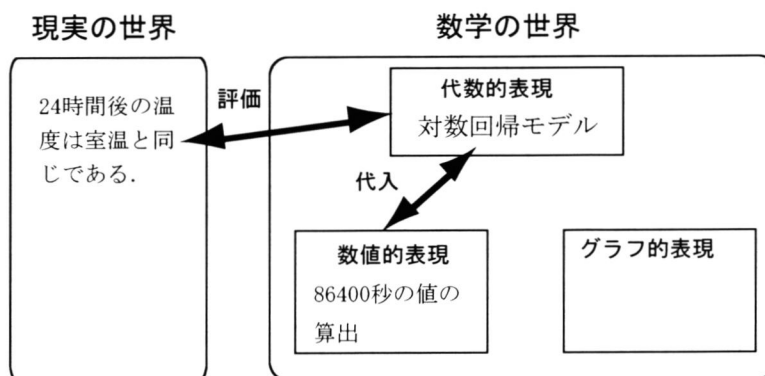 現実の世界
数学の世界
24時間後の温
度は室温と同
じである.
評価
代数的表現
対数回帰モデル
代入
数値的表現
86400秒の値の
算出
グラフ的表現